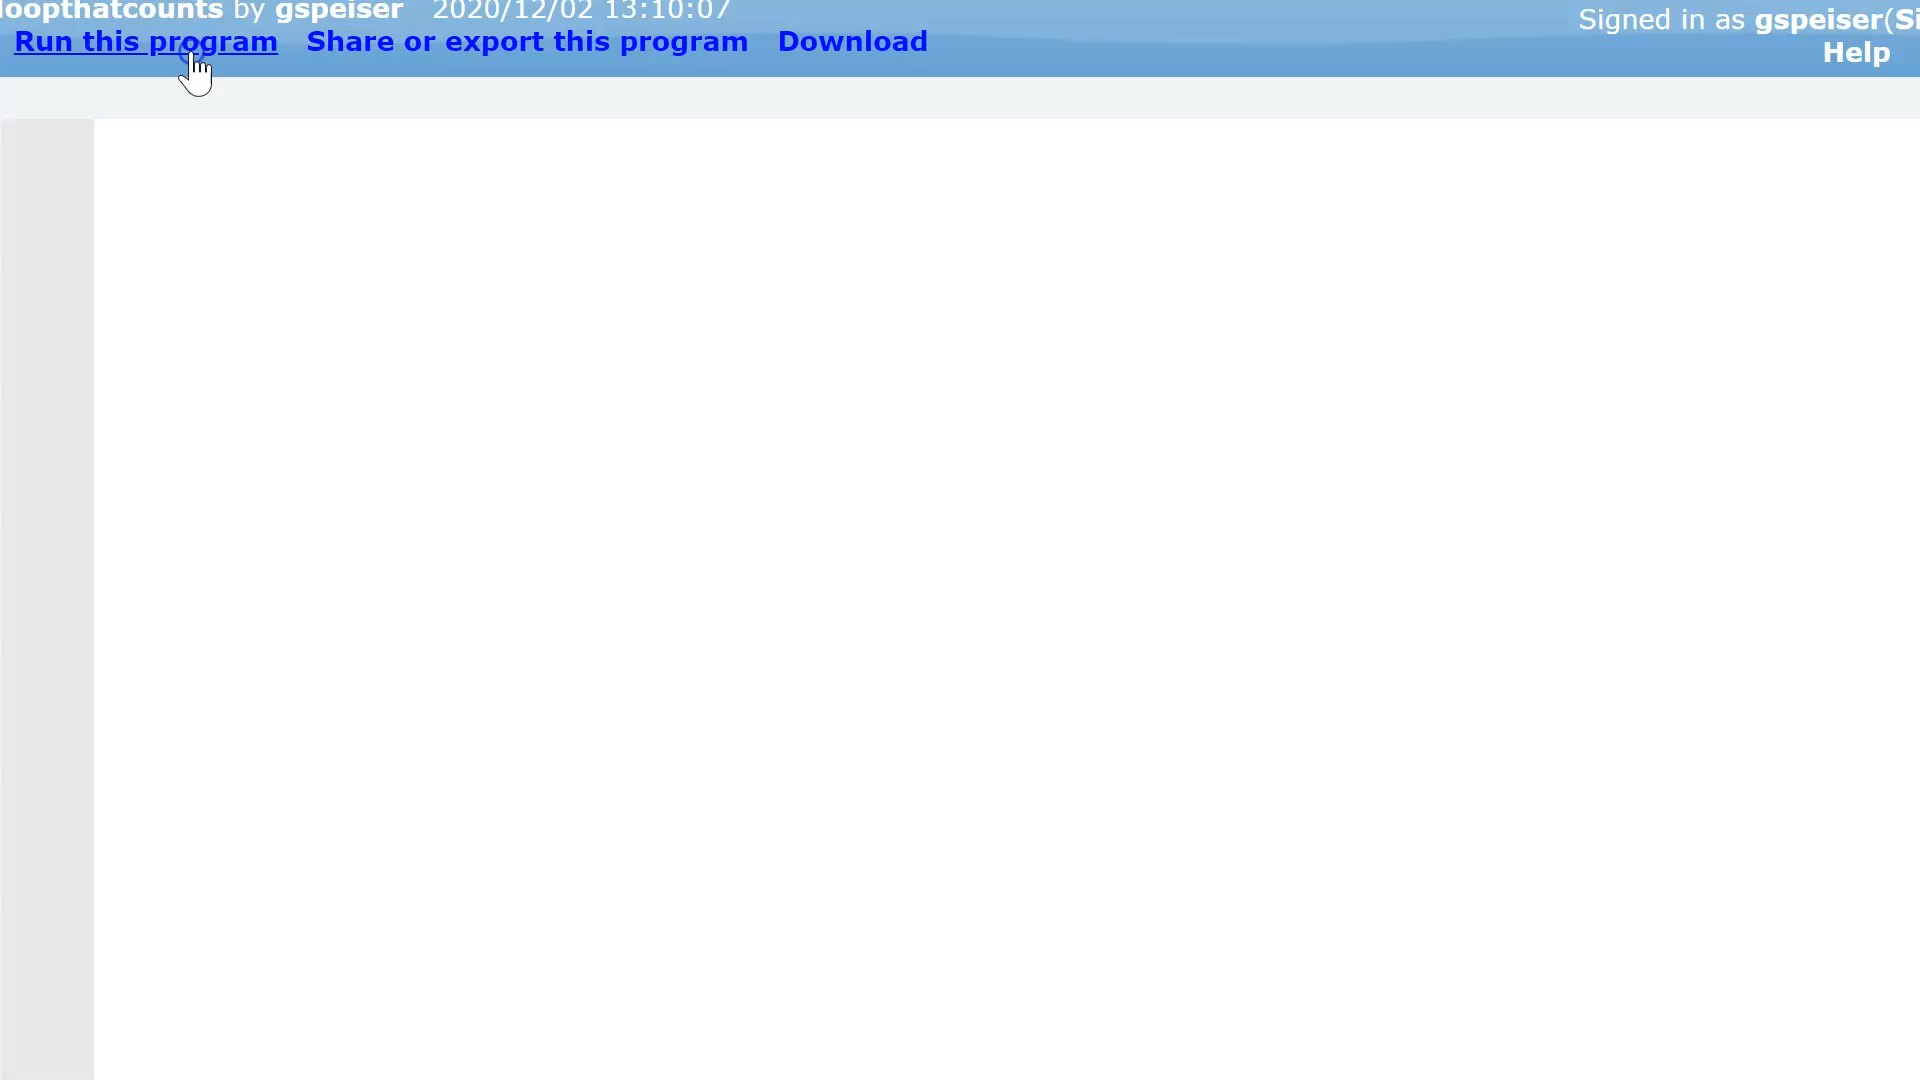 loopthatcounts by gspeiser 2020/12/02 13:10:07
Signed in as gspeiser(Si
Run this program Share or export this program Download
Help